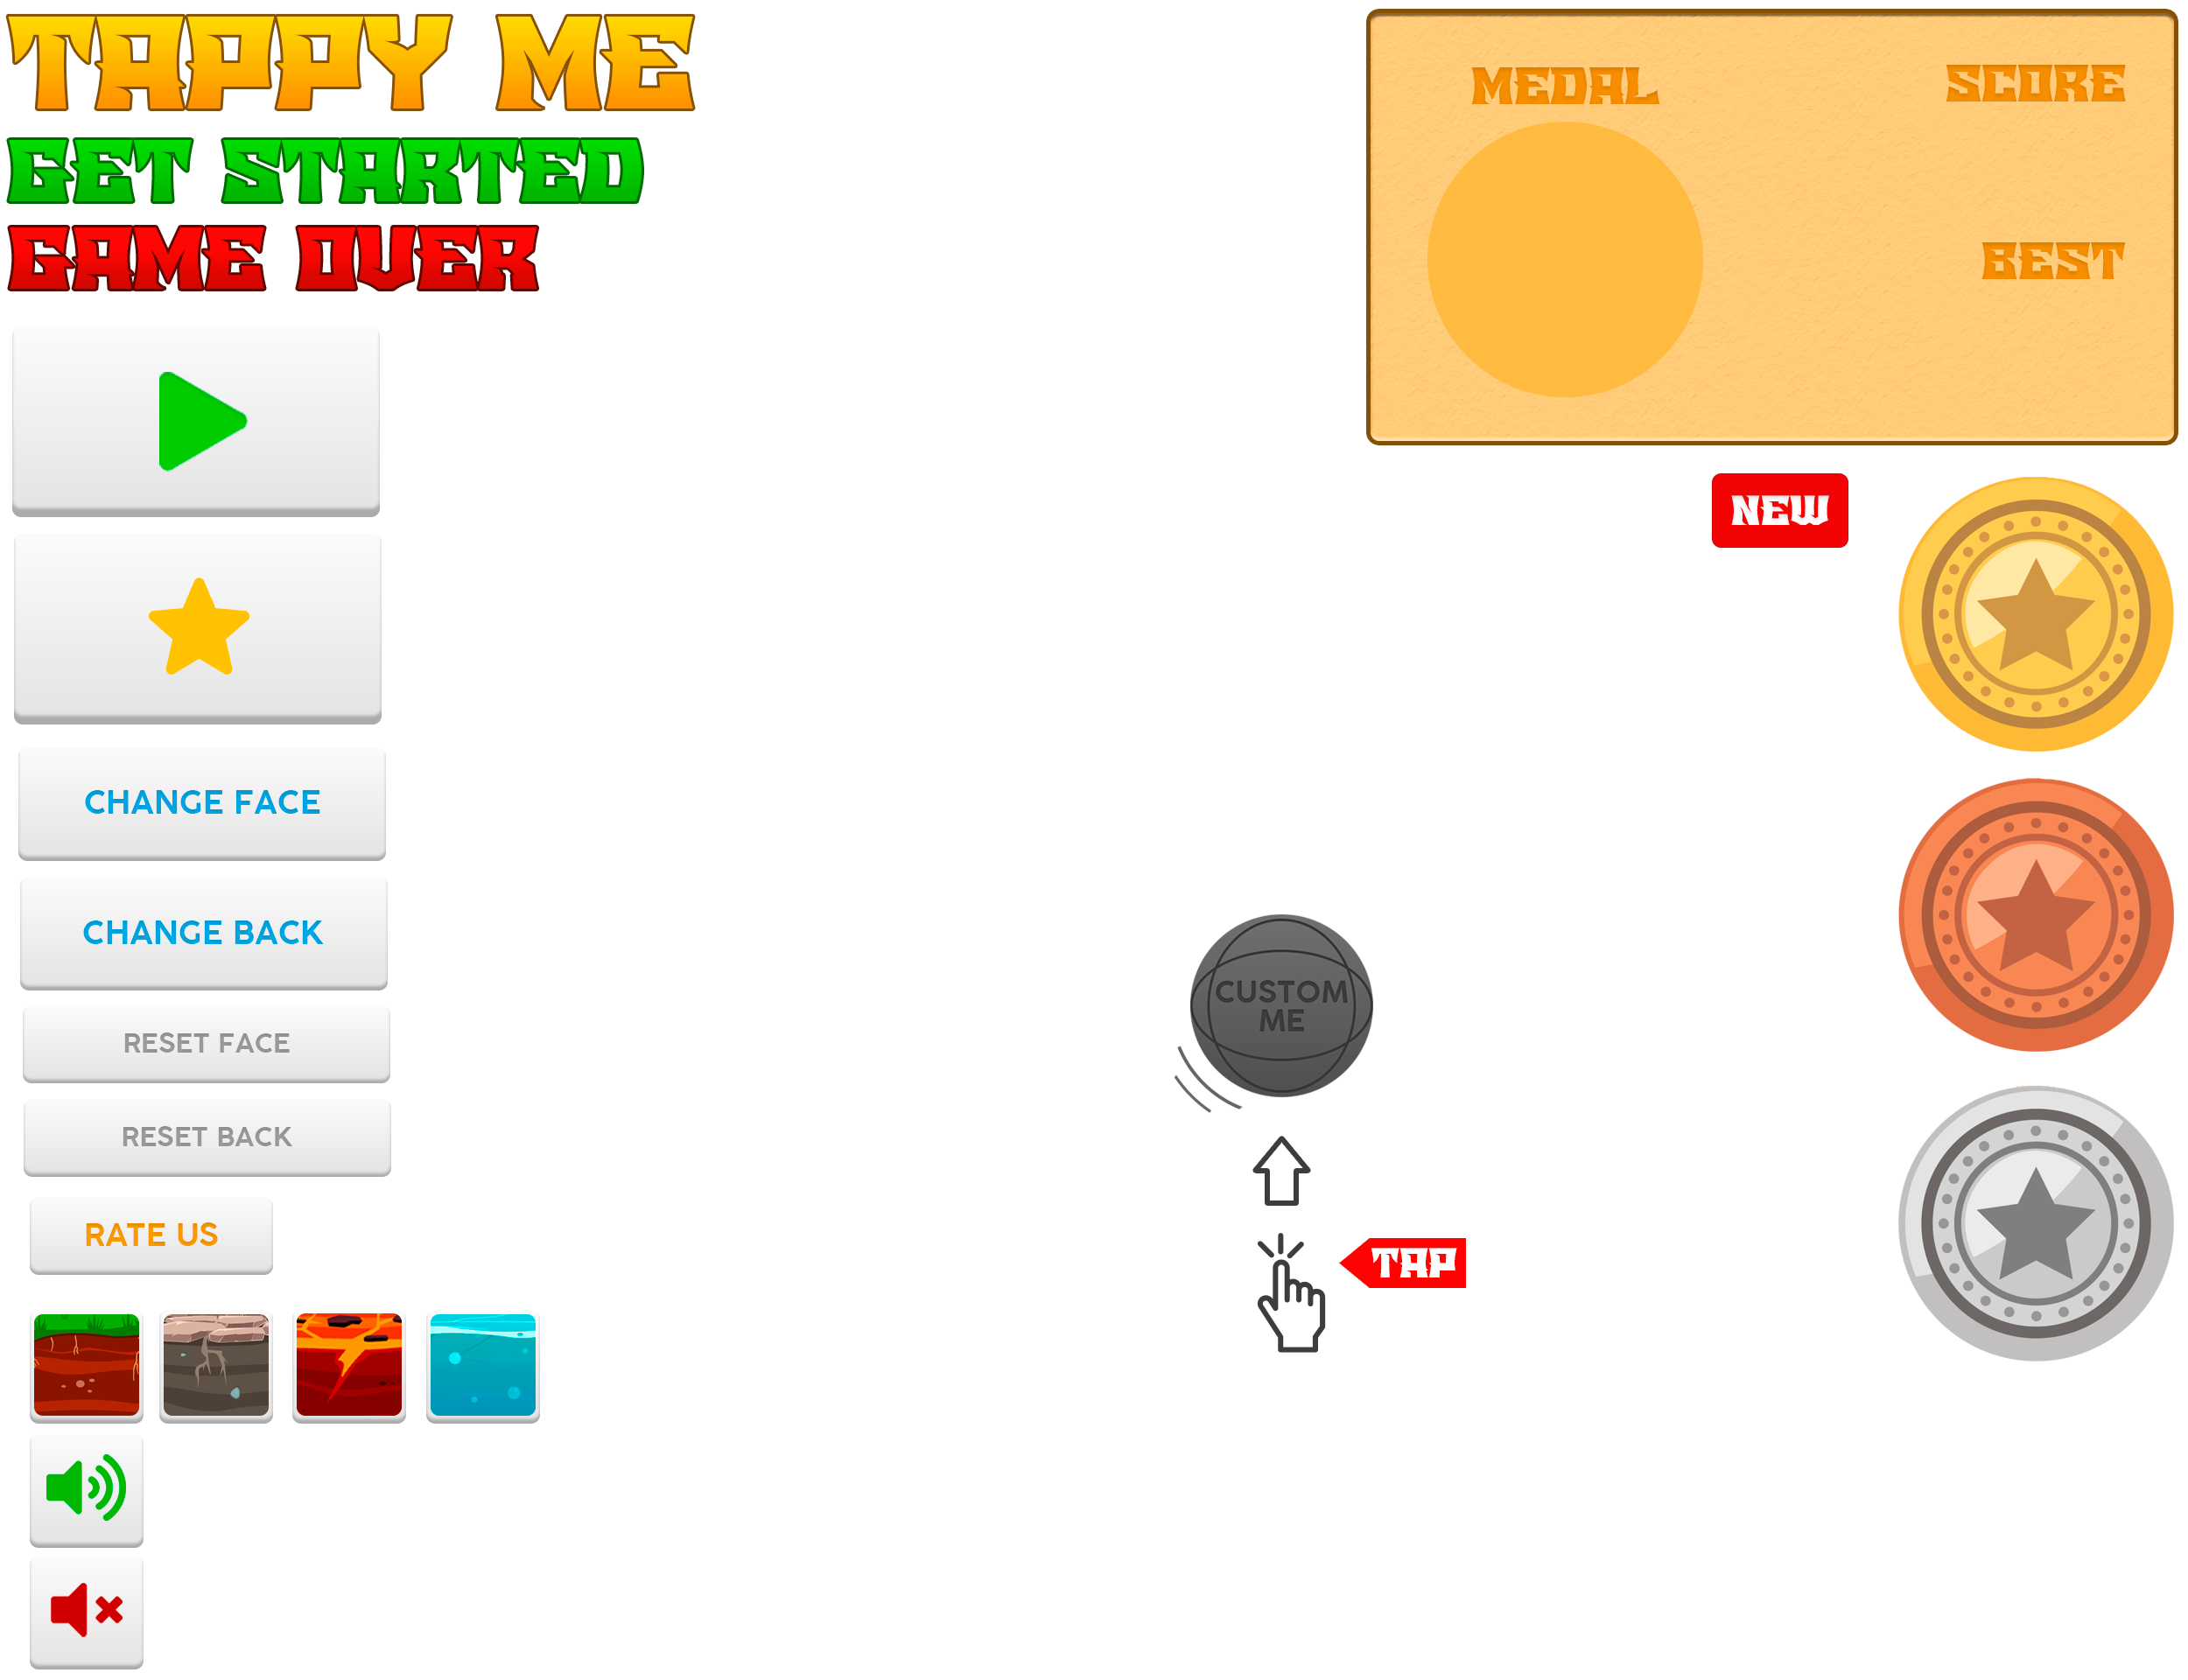 TAPPY ME
GET STARTED
GAME OVER
MEDAL
SCORE
BEST
NEW
CHANGE FACE
CHANGE BACK
RESET FACE
RESET BACK
RATE US
CUSTOM
ME
TAP